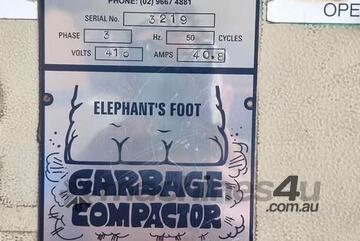 PHONE: (02) 9667 4881
OPE
SERIAL No. 3219
PHASE 3 Hz. 50 CYCLES
VOLTS 415 AMPS 40.8
ELEPHANT'S FOOT
GARBAGE
COMPACTOR
machines4u
.com.au